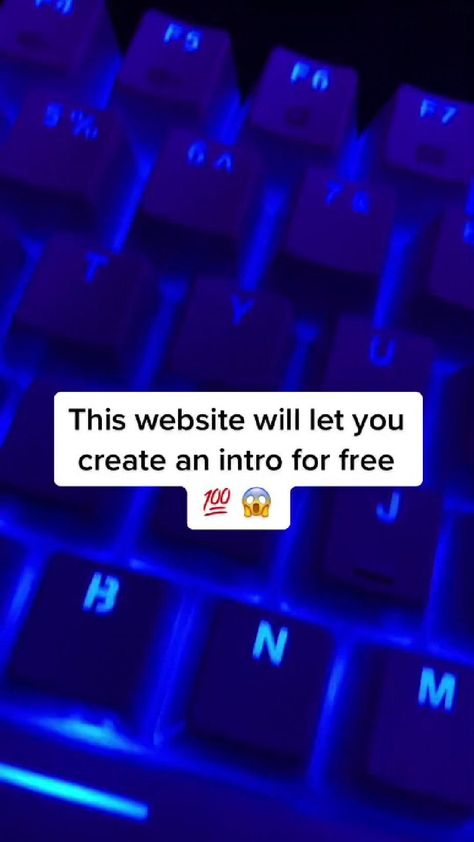 F4 F5 F6 F7
5 % 6 ^ 7 &
T Y U
This website will let you
create an intro for free
💯 😱
J
B N M